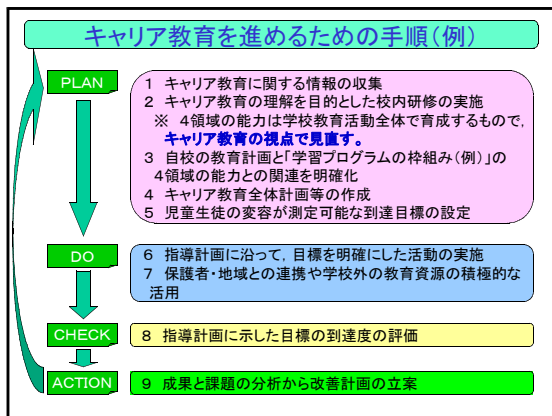 キャリア教育を進めるための手順(例)
PLAN
1 キャリア教育に関する情報の収集
2 キャリア教育の理解を目的とした校内研修の実施
※ 4領域の能力は学校教育活動全体で育成するもので,
キャリア教育の視点で見直す。
3 自校の教育計画と「学習プログラムの枠組み(例)」の
4領域の能力との関連を明確化
4 キャリア教育全体計画等の作成
5 児童生徒の変容が測定可能な到達目標の設定
DO
6 指導計画に沿って,目標を明確にした活動の実施
7 保護者・地域との連携や学校外の教育資源の積極的な
活用
CHECK
8 指導計画に示した目標の到達度の評価
ACTION
9 成果と課題の分析から改善計画の立案